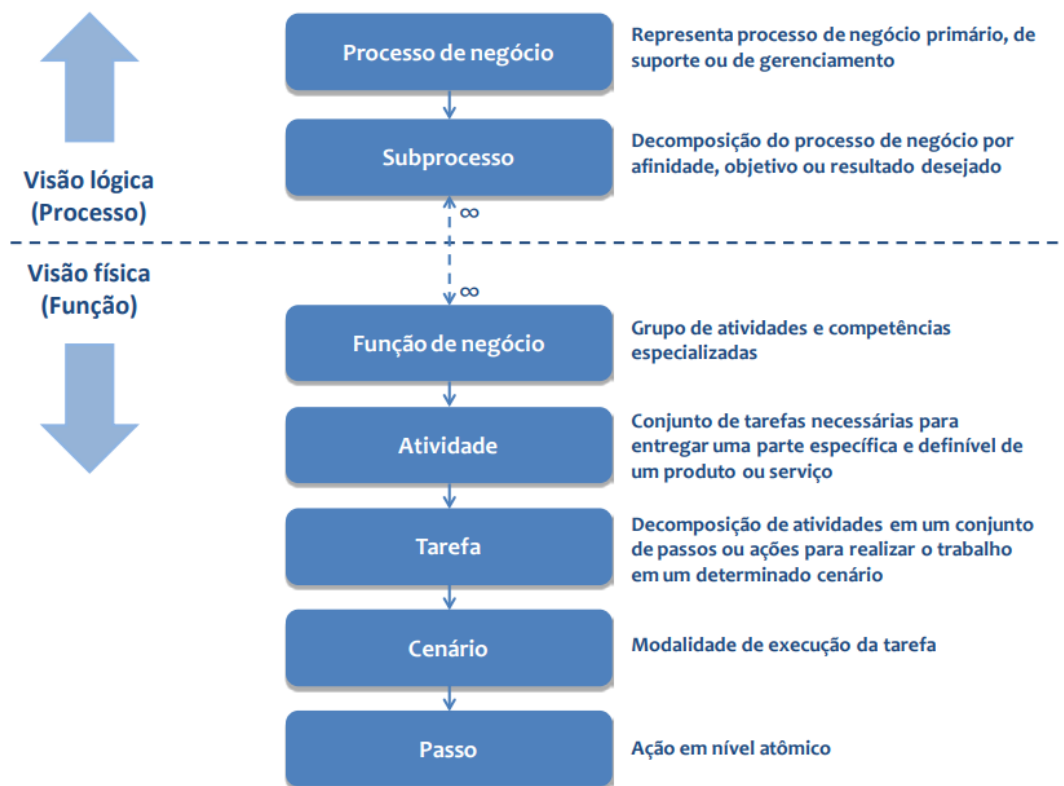 Processo de negócio
Representa processo de negócio primário, de
suporte ou de gerenciamento
Subprocesso
Decomposição do processo de negócio por
afinidade, objetivo ou resultado desejado
Visão lógica
(Processo)
∞
Visão física
(Função)
∞
Função de negócio
Grupo de atividades e competências
especializadas
Atividade
Conjunto de tarefas necessárias para
entregar uma parte específica e definível de
um produto ou serviço
Tarefa
Decomposição de atividades em um conjunto
de passos ou ações para realizar o trabalho
em um determinado cenário
Cenário
Modalidade de execução da tarefa
Passo
Ação em nível atômico